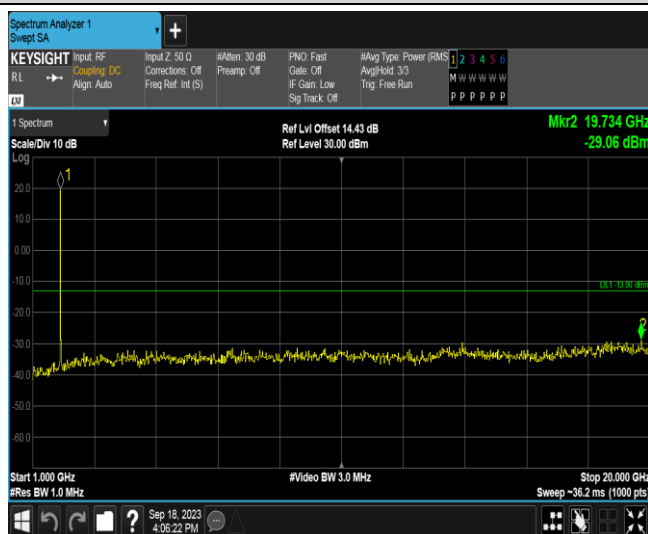 Spectrum Analyzer 1
Swept SA
+
KEYSIGHT
RL
LXI
Input: RF
Coupling: DC
Align: Auto
Input Z: 50 Ω
Corrections: Off
Freq Ref: Int (S)
#Atten: 30 dB
Preamp: Off
PNO: Fast
Gate: Off
IF Gain: Low
Sig Track: Off
#Avg Type: Power (RMS
Avg|Hold: 3/3
Trig: Free Run
1 2 3 4 5 6
M W W W W W
P P P P P P
1 Spectrum
Scale/Div 10 dB
Log
Ref Lvl Offset 14.43 dB
Ref Level 30.00 dBm
Mkr2 19.734 GHz
-29.06 dBm
1
20.0
10.0
0.00
-10.0
DL1 -13.00 dBm
2
-20.0
-30.0
-40.0
-50.0
-60.0
Start 1.000 GHz
#Res BW 1.0 MHz
#Video BW 3.0 MHz
Stop 20.000 GHz
Sweep ~36.2 ms (1000 pts)
?
Sep 18, 2023
4:06:22 PM